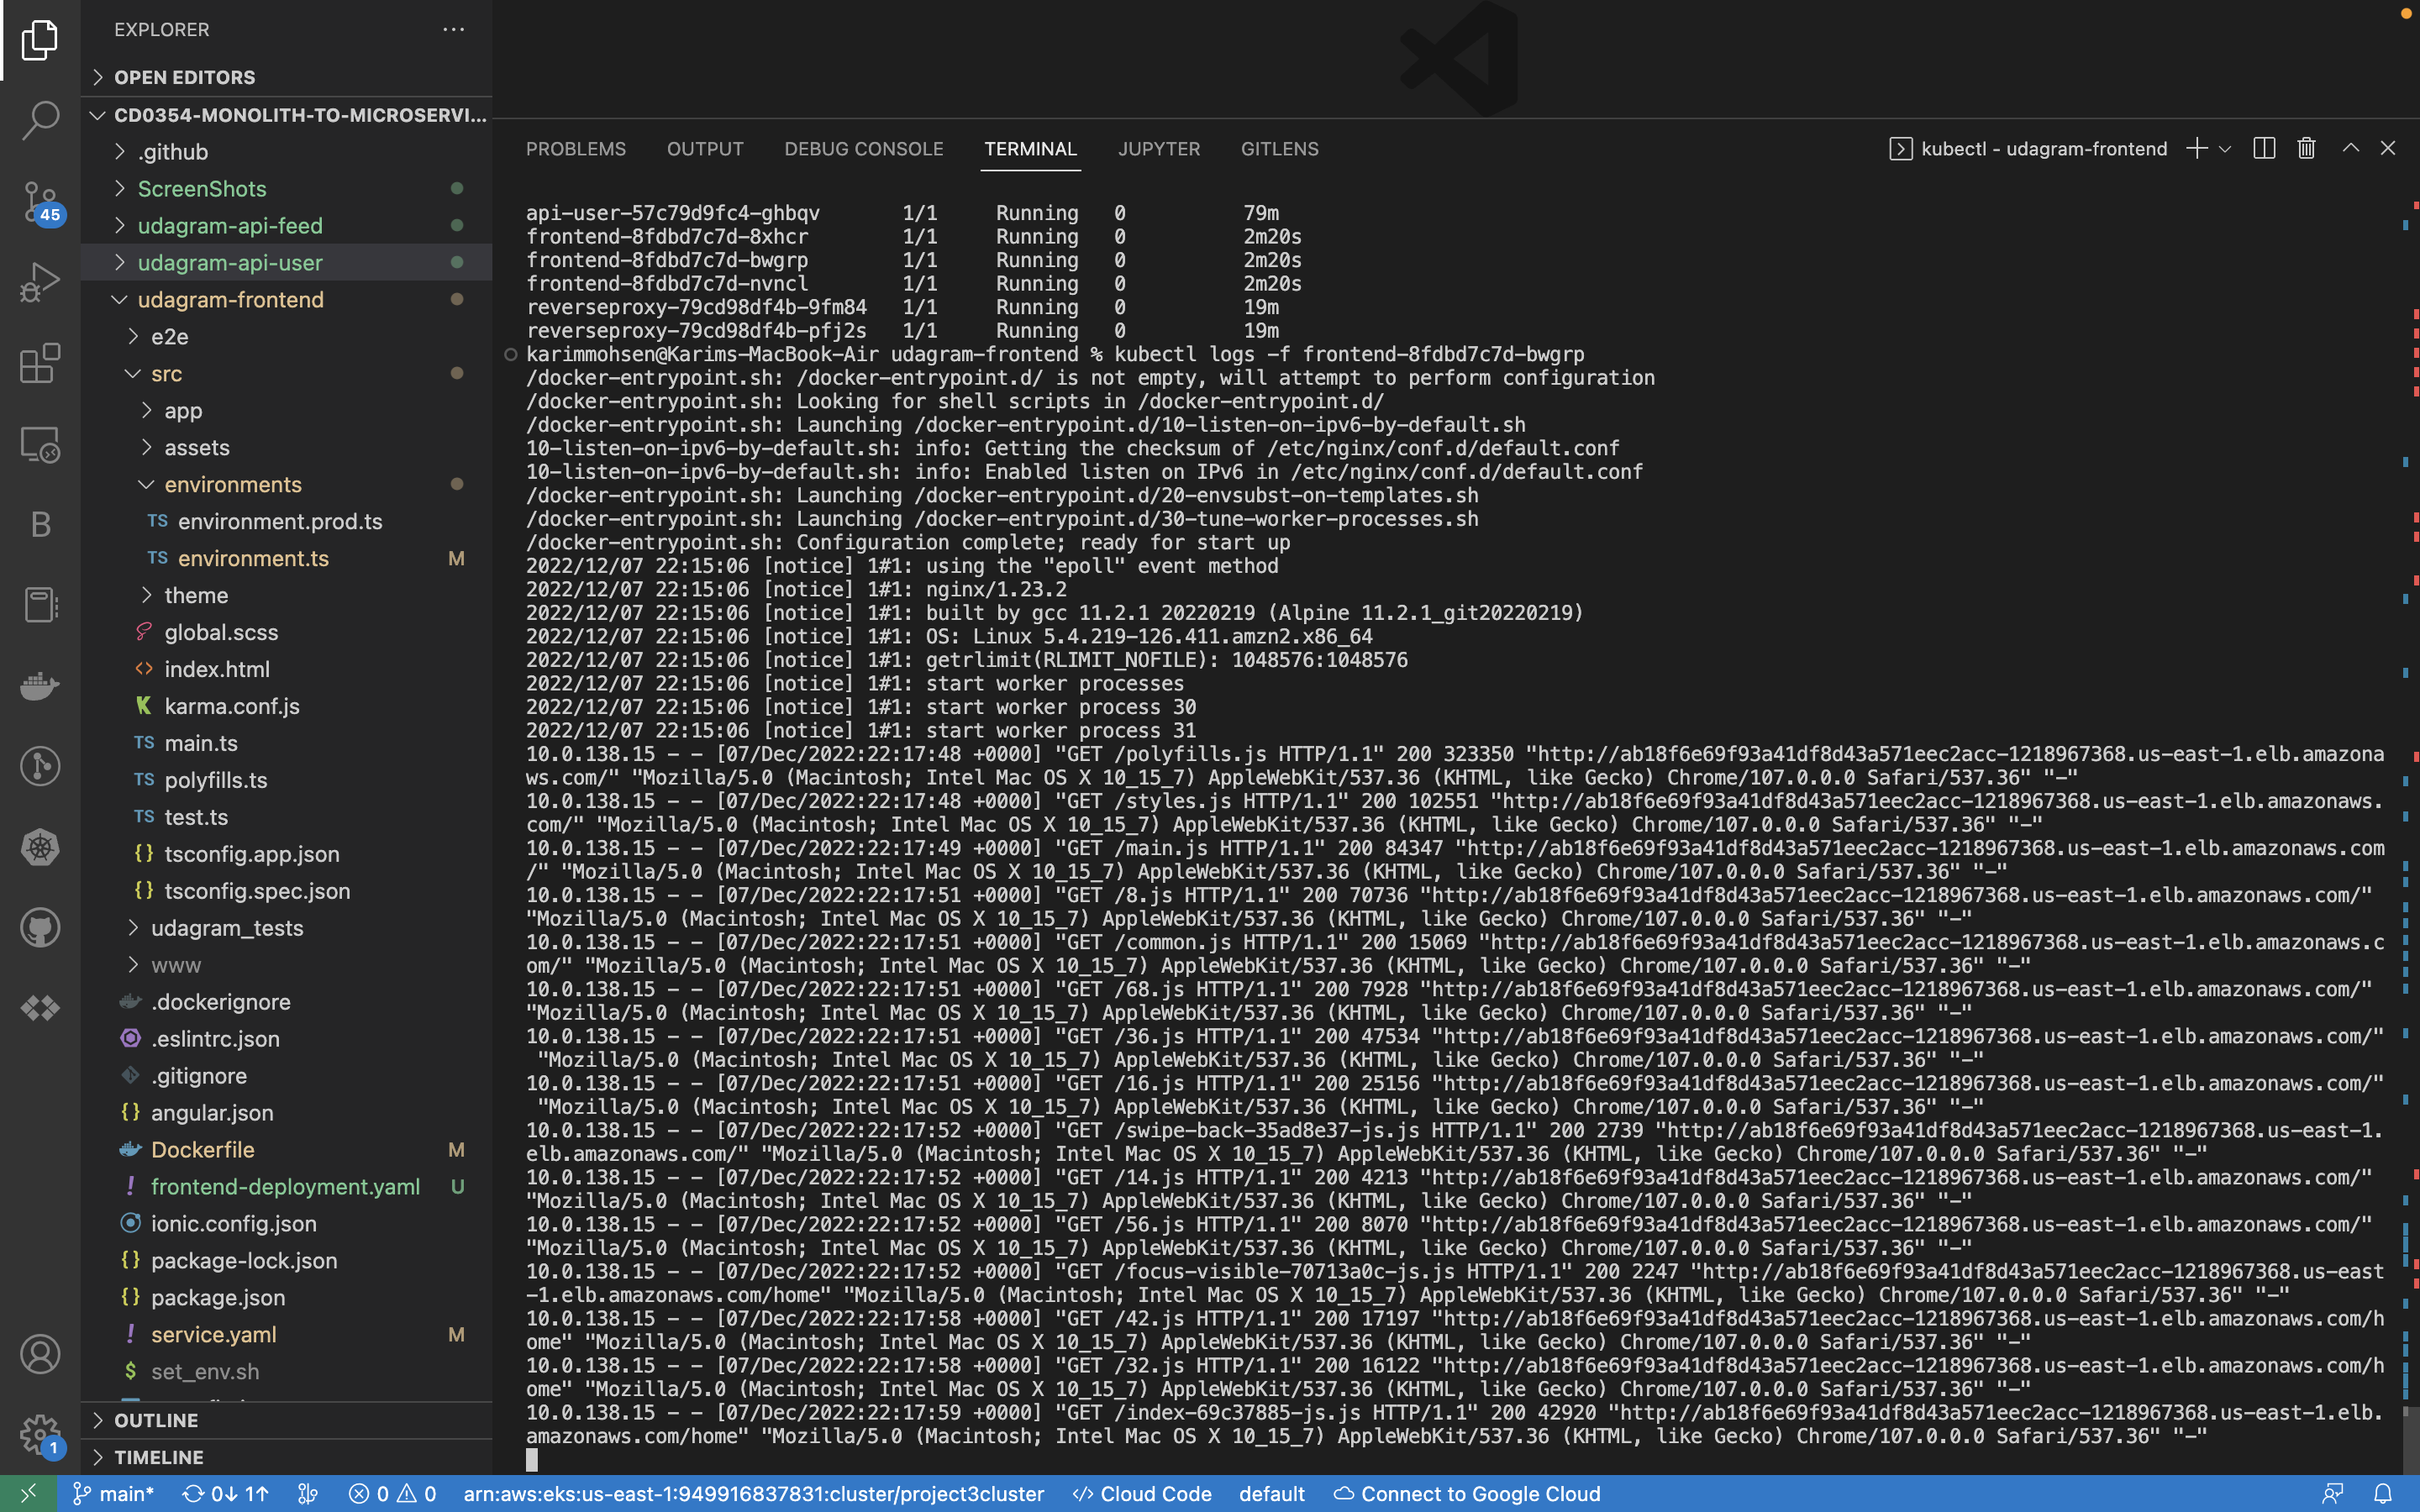 EXPLORER
OPEN EDITORS
CD0354-MONOLITH-TO-MICROSERVI...
.github
ScreenShots
udagram-api-feed
udagram-api-user
udagram-frontend
e2e
src
app
assets
environments
TS environment.prod.ts
TS environment.ts M
theme
global.scss
index.html
karma.conf.js
TS main.ts
TS polyfills.ts
TS test.ts
{} tsconfig.app.json
{} tsconfig.spec.json
udagram_tests
www
.dockerignore
.eslintrc.json
.gitignore
{} angular.json
Dockerfile M
! frontend-deployment.yaml U
ionic.config.json
{} package-lock.json
{} package.json
! service.yaml M
$ set_env.sh
OUTLINE
TIMELINE
45
B
1
PROBLEMS OUTPUT DEBUG CONSOLE TERMINAL JUPYTER GITLENS
kubectl - udagram-frontend
api-user-57c79d9fc4-ghbqv 1/1 Running 0 79m
frontend-8fdbd7c7d-8xhcr 1/1 Running 0 2m20s
frontend-8fdbd7c7d-bwgrp 1/1 Running 0 2m20s
frontend-8fdbd7c7d-nvncl 1/1 Running 0 2m20s
reverseproxy-79cd98df4b-9fm84 1/1 Running 0 19m
reverseproxy-79cd98df4b-pfj2s 1/1 Running 0 19m
karimmohsen@Karims-MacBook-Air udagram-frontend % kubectl logs -f frontend-8fdbd7c7d-bwgrp
/docker-entrypoint.sh: /docker-entrypoint.d/ is not empty, will attempt to perform configuration
/docker-entrypoint.sh: Looking for shell scripts in /docker-entrypoint.d/
/docker-entrypoint.sh: Launching /docker-entrypoint.d/10-listen-on-ipv6-by-default.sh
10-listen-on-ipv6-by-default.sh: info: Getting the checksum of /etc/nginx/conf.d/default.conf
10-listen-on-ipv6-by-default.sh: info: Enabled listen on IPv6 in /etc/nginx/conf.d/default.conf
/docker-entrypoint.sh: Launching /docker-entrypoint.d/20-envsubst-on-templates.sh
/docker-entrypoint.sh: Launching /docker-entrypoint.d/30-tune-worker-processes.sh
/docker-entrypoint.sh: Configuration complete; ready for start up
2022/12/07 22:15:06 [notice] 1#1: using the "epoll" event method
2022/12/07 22:15:06 [notice] 1#1: nginx/1.23.2
2022/12/07 22:15:06 [notice] 1#1: built by gcc 11.2.1 20220219 (Alpine 11.2.1_git20220219)
2022/12/07 22:15:06 [notice] 1#1: OS: Linux 5.4.219-126.411.amzn2.x86_64
2022/12/07 22:15:06 [notice] 1#1: getrlimit(RLIMIT_NOFILE): 1048576:1048576
2022/12/07 22:15:06 [notice] 1#1: start worker processes
2022/12/07 22:15:06 [notice] 1#1: start worker process 30
2022/12/07 22:15:06 [notice] 1#1: start worker process 31
10.0.138.15 - - [07/Dec/2022:22:17:48 +0000] "GET /polyfills.js HTTP/1.1" 200 323350 "http://ab18f6e69f93a41df8d43a571eec2acc-1218967368.us-east-1.elb.amazona
ws.com/" "Mozilla/5.0 (Macintosh; Intel Mac OS X 10_15_7) AppleWebKit/537.36 (KHTML, like Gecko) Chrome/107.0.0.0 Safari/537.36" "-"
10.0.138.15 - - [07/Dec/2022:22:17:48 +0000] "GET /styles.js HTTP/1.1" 200 102551 "http://ab18f6e69f93a41df8d43a571eec2acc-1218967368.us-east-1.elb.amazonaws.
com/" "Mozilla/5.0 (Macintosh; Intel Mac OS X 10_15_7) AppleWebKit/537.36 (KHTML, like Gecko) Chrome/107.0.0.0 Safari/537.36" "-"
10.0.138.15 - - [07/Dec/2022:22:17:49 +0000] "GET /main.js HTTP/1.1" 200 84347 "http://ab18f6e69f93a41df8d43a571eec2acc-1218967368.us-east-1.elb.amazonaws.com
/" "Mozilla/5.0 (Macintosh; Intel Mac OS X 10_15_7) AppleWebKit/537.36 (KHTML, like Gecko) Chrome/107.0.0.0 Safari/537.36" "-"
10.0.138.15 - - [07/Dec/2022:22:17:51 +0000] "GET /8.js HTTP/1.1" 200 70736 "http://ab18f6e69f93a41df8d43a571eec2acc-1218967368.us-east-1.elb.amazonaws.com/"
"Mozilla/5.0 (Macintosh; Intel Mac OS X 10_15_7) AppleWebKit/537.36 (KHTML, like Gecko) Chrome/107.0.0.0 Safari/537.36" "-"
10.0.138.15 - - [07/Dec/2022:22:17:51 +0000] "GET /common.js HTTP/1.1" 200 15069 "http://ab18f6e69f93a41df8d43a571eec2acc-1218967368.us-east-1.elb.amazonaws.c
om/" "Mozilla/5.0 (Macintosh; Intel Mac OS X 10_15_7) AppleWebKit/537.36 (KHTML, like Gecko) Chrome/107.0.0.0 Safari/537.36" "-"
10.0.138.15 - - [07/Dec/2022:22:17:51 +0000] "GET /68.js HTTP/1.1" 200 7928 "http://ab18f6e69f93a41df8d43a571eec2acc-1218967368.us-east-1.elb.amazonaws.com/"
"Mozilla/5.0 (Macintosh; Intel Mac OS X 10_15_7) AppleWebKit/537.36 (KHTML, like Gecko) Chrome/107.0.0.0 Safari/537.36" "-"
10.0.138.15 - - [07/Dec/2022:22:17:51 +0000] "GET /36.js HTTP/1.1" 200 47534 "http://ab18f6e69f93a41df8d43a571eec2acc-1218967368.us-east-1.elb.amazonaws.com/"
"Mozilla/5.0 (Macintosh; Intel Mac OS X 10_15_7) AppleWebKit/537.36 (KHTML, like Gecko) Chrome/107.0.0.0 Safari/537.36" "-"
10.0.138.15 - - [07/Dec/2022:22:17:51 +0000] "GET /16.js HTTP/1.1" 200 25156 "http://ab18f6e69f93a41df8d43a571eec2acc-1218967368.us-east-1.elb.amazonaws.com/"
"Mozilla/5.0 (Macintosh; Intel Mac OS X 10_15_7) AppleWebKit/537.36 (KHTML, like Gecko) Chrome/107.0.0.0 Safari/537.36" "-"
10.0.138.15 - - [07/Dec/2022:22:17:52 +0000] "GET /swipe-back-35ad8e37-js.js HTTP/1.1" 200 2739 "http://ab18f6e69f93a41df8d43a571eec2acc-1218967368.us-east-1.
elb.amazonaws.com/" "Mozilla/5.0 (Macintosh; Intel Mac OS X 10_15_7) AppleWebKit/537.36 (KHTML, like Gecko) Chrome/107.0.0.0 Safari/537.36" "-"
10.0.138.15 - - [07/Dec/2022:22:17:52 +0000] "GET /14.js HTTP/1.1" 200 4213 "http://ab18f6e69f93a41df8d43a571eec2acc-1218967368.us-east-1.elb.amazonaws.com/"
"Mozilla/5.0 (Macintosh; Intel Mac OS X 10_15_7) AppleWebKit/537.36 (KHTML, like Gecko) Chrome/107.0.0.0 Safari/537.36" "-"
10.0.138.15 - - [07/Dec/2022:22:17:52 +0000] "GET /56.js HTTP/1.1" 200 8070 "http://ab18f6e69f93a41df8d43a571eec2acc-1218967368.us-east-1.elb.amazonaws.com/"
"Mozilla/5.0 (Macintosh; Intel Mac OS X 10_15_7) AppleWebKit/537.36 (KHTML, like Gecko) Chrome/107.0.0.0 Safari/537.36" "-"
10.0.138.15 - - [07/Dec/2022:22:17:52 +0000] "GET /focus-visible-70713a0c-js.js HTTP/1.1" 200 2247 "http://ab18f6e69f93a41df8d43a571eec2acc-1218967368.us-east
-1.elb.amazonaws.com/home" "Mozilla/5.0 (Macintosh; Intel Mac OS X 10_15_7) AppleWebKit/537.36 (KHTML, like Gecko) Chrome/107.0.0.0 Safari/537.36" "-"
10.0.138.15 - - [07/Dec/2022:22:17:58 +0000] "GET /42.js HTTP/1.1" 200 17197 "http://ab18f6e69f93a41df8d43a571eec2acc-1218967368.us-east-1.elb.amazonaws.com/h
ome" "Mozilla/5.0 (Macintosh; Intel Mac OS X 10_15_7) AppleWebKit/537.36 (KHTML, like Gecko) Chrome/107.0.0.0 Safari/537.36" "-"
10.0.138.15 - - [07/Dec/2022:22:17:58 +0000] "GET /32.js HTTP/1.1" 200 16122 "http://ab18f6e69f93a41df8d43a571eec2acc-1218967368.us-east-1.elb.amazonaws.com/h
ome" "Mozilla/5.0 (Macintosh; Intel Mac OS X 10_15_7) AppleWebKit/537.36 (KHTML, like Gecko) Chrome/107.0.0.0 Safari/537.36" "-"
10.0.138.15 - - [07/Dec/2022:22:17:59 +0000] "GET /index-69c37885-js.js HTTP/1.1" 200 42920 "http://ab18f6e69f93a41df8d43a571eec2acc-1218967368.us-east-1.elb.
amazonaws.com/home" "Mozilla/5.0 (Macintosh; Intel Mac OS X 10_15_7) AppleWebKit/537.36 (KHTML, like Gecko) Chrome/107.0.0.0 Safari/537.36" "-"
main* 0↓ 1↑ 0 0 arn:aws:eks:us-east-1:949916837831:cluster/project3cluster Cloud Code default Connect to Google Cloud